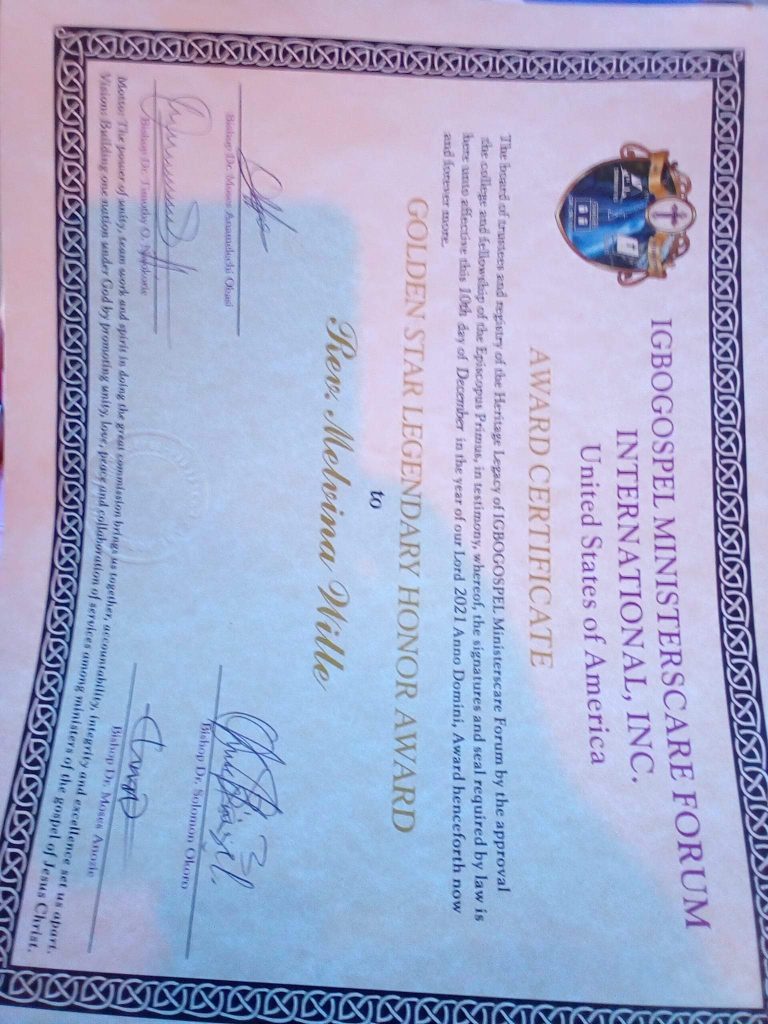 IGBOGOSPEL MINISTERSCARE FORUM
INTERNATIONAL, INC.
United States of America
AWARD CERTIFICATE
The board of trustees and registry of the Heritage Legacy of IGBOGOSPEL Ministerscare Forum by the approval
the college and fellowship of the Episcopus Primus, in testimony, whereof, the signatures and seal required by law is
here unto affective this 10th day of December in the year of our Lord 2021 Anno Domini, Award henceforth now
and forever more.
GOLDEN STAR LEGENDARY HONOR AWARD
to
Rev. Melvina Wille
Bishop Dr. Moses Obasi
Bishop Dr. Solomon Okoro
Bishop Dr. Timothy O.
Bishop Dr. Moses Anozie
Motto: The power of unity, team work and spirit in doing the great commission brings us together, accountability, integrity and excellence set us apart.
Vision: Building one nation under God by promoting unity, love, peace and collaboration of services among ministers of the gospel of Jesus Christ.